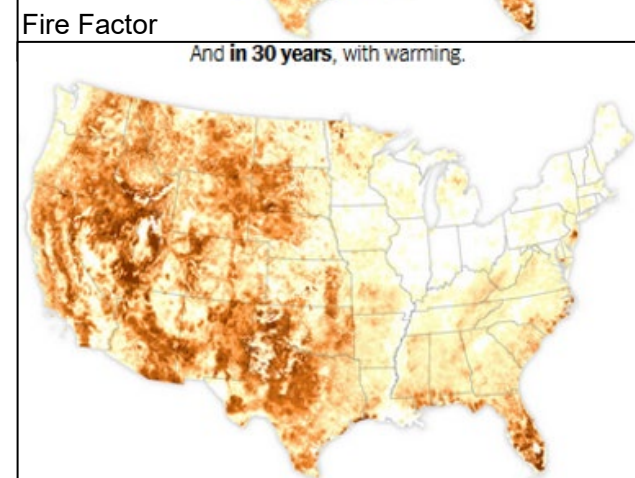 Fire Factor
And in 30 years, with warming.